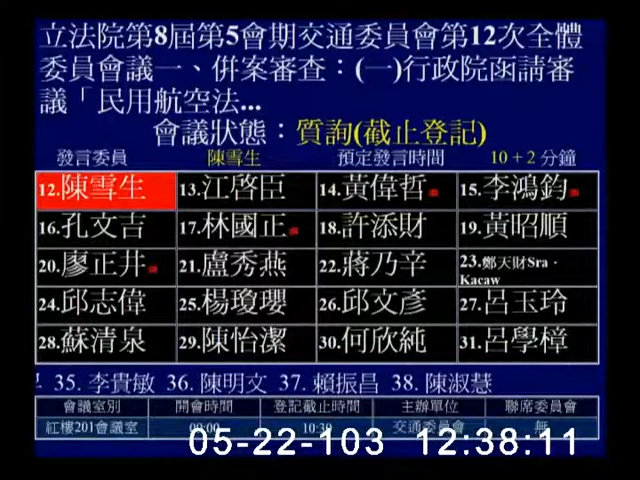 立法院第8屆第5會期交通委員會第12次全體
委員會議一、併案審查：(一)行政院函請審
議「民用航空法...
會議狀態：質詢(截止登記)
發言委員 陳雪生 預定發言時間 10 + 2 分鐘
12.陳雪生 13.江啓臣 14.黃偉哲 15.李鴻鈞
16.孔文吉 17.林國正 18.許添財 19.黃昭順
20.廖正井 21.盧秀燕 22.蔣乃辛 23.鄭天財Sra．
Kacaw
24.邱志偉 25.楊瓊瓔 26.邱文彥 27.呂玉玲
28.蘇清泉 29.陳怡潔 30.何欣純 31.呂學樟
35. 李貴敏 36. 陳明文 37. 賴振昌 38. 陳淑慧
會議室別 開會時間 登記截止時間 主辦單位 聯席委員會
紅樓201會議室 09:00 10:30 交通委員會 無
05-22-103 12:38:11